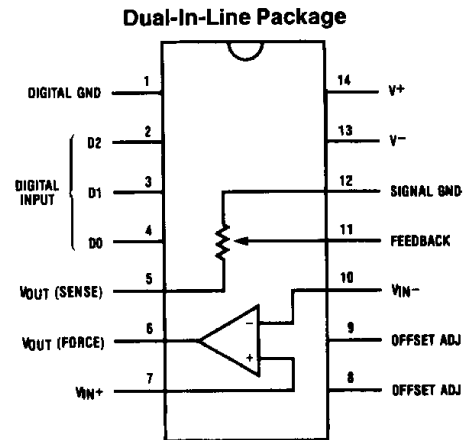 Dual-In-Line Package
DIGITAL GND 1
14 V+
D2 2
13 V−
DIGITAL
INPUT
D1 3
12 SIGNAL GND
D0 4
11 FEEDBACK
VOUT (SENSE) 5
10 VIN−
VOUT (FORCE) 6
9 OFFSET ADJ
VIN+ 7
8 OFFSET ADJ
−
+